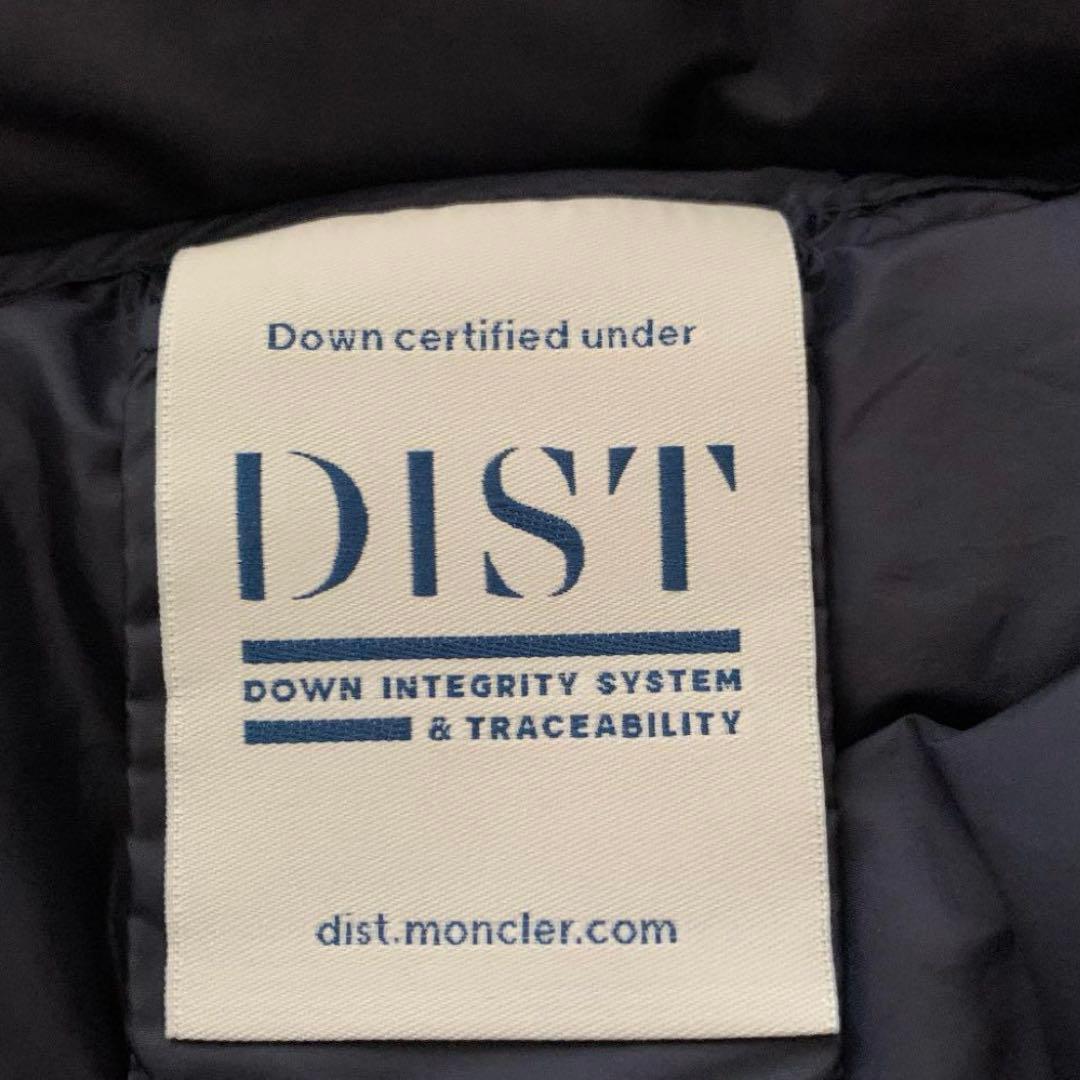 Down certified under
DIST
DOWN INTEGRITY SYSTEM
& TRACEABILITY
dist.moncler.com